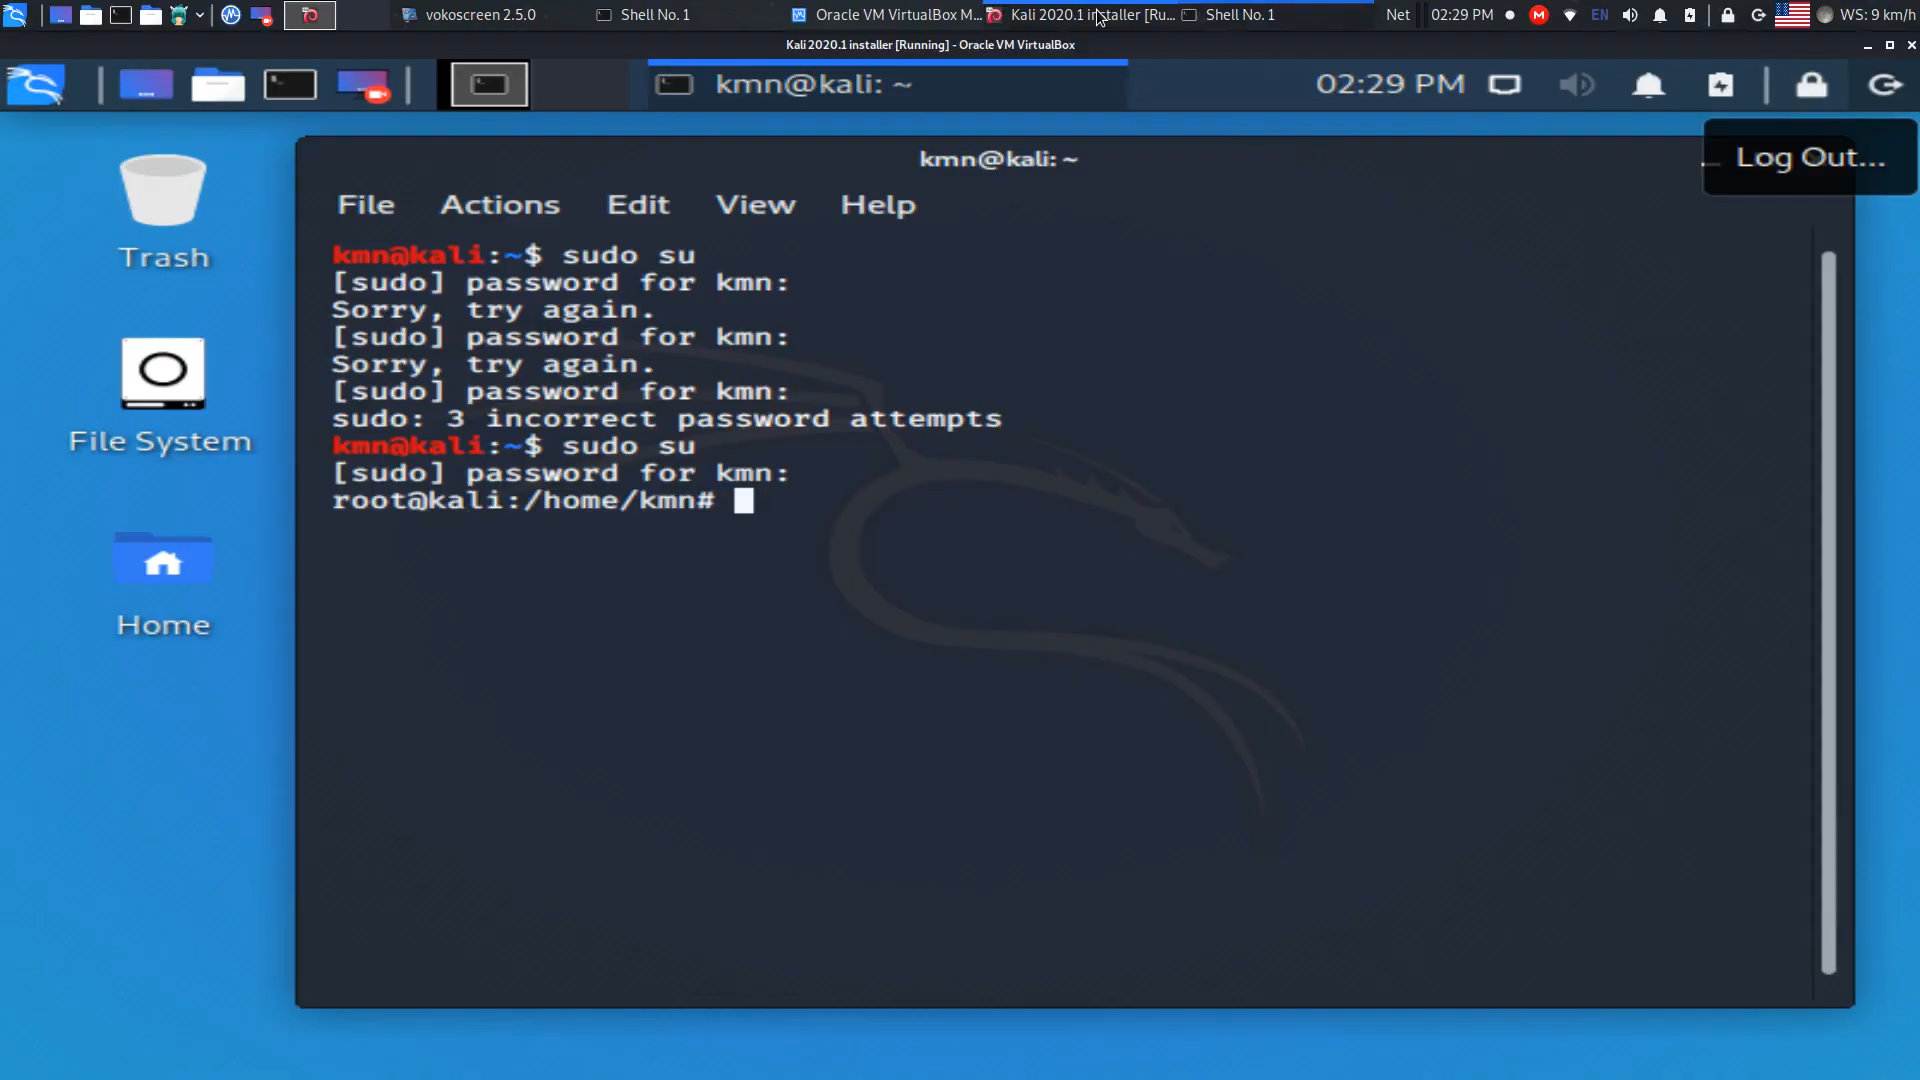 vokoscreen 2.5.0 Shell No. 1 Oracle VM VirtualBox M... Kali 2020.1 installer [Ru... Shell No. 1 Net 02:29 PM M EN WS: 9 km/h
Kali 2020.1 installer [Running] - Oracle VM VirtualBox
kmn@kali: ~ 02:29 PM
kmn@kali: ~
Log Out...
File Actions Edit View Help
Trash
File System
Home
kmn@kali:~$ sudo su
[sudo] password for kmn:
Sorry, try again.
[sudo] password for kmn:
Sorry, try again.
[sudo] password for kmn:
sudo: 3 incorrect password attempts
kmn@kali:~$ sudo su
[sudo] password for kmn:
root@kali:/home/kmn#